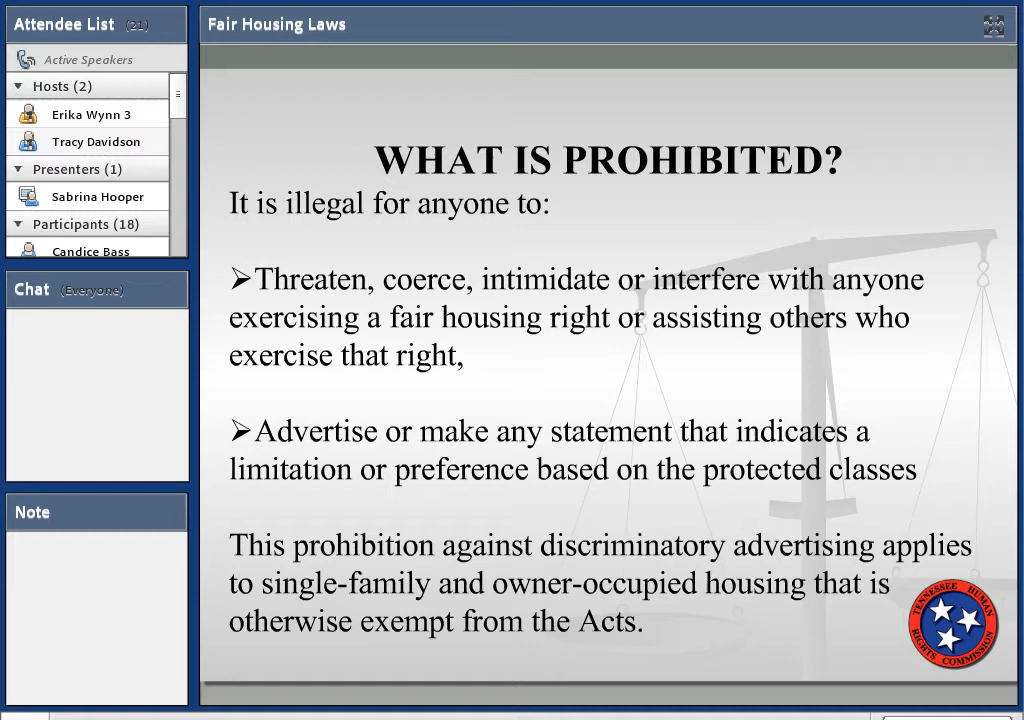 Attendee List (21)
Active Speakers
Hosts (2)
Erika Wynn 3
Tracy Davidson
Presenters (1)
Sabrina Hooper
Participants (18)
Candice Bass
Chat (Everyone)
Note
Fair Housing Laws
WHAT IS PROHIBITED?
It is illegal for anyone to:
➢Threaten, coerce, intimidate or interfere with anyone
exercising a fair housing right or assisting others who
exercise that right,
➢Advertise or make any statement that indicates a
limitation or preference based on the protected classes
This prohibition against discriminatory advertising applies
to single-family and owner-occupied housing that is
otherwise exempt from the Acts.
TENNESSEE HUMAN
RIGHTS COMMISSION